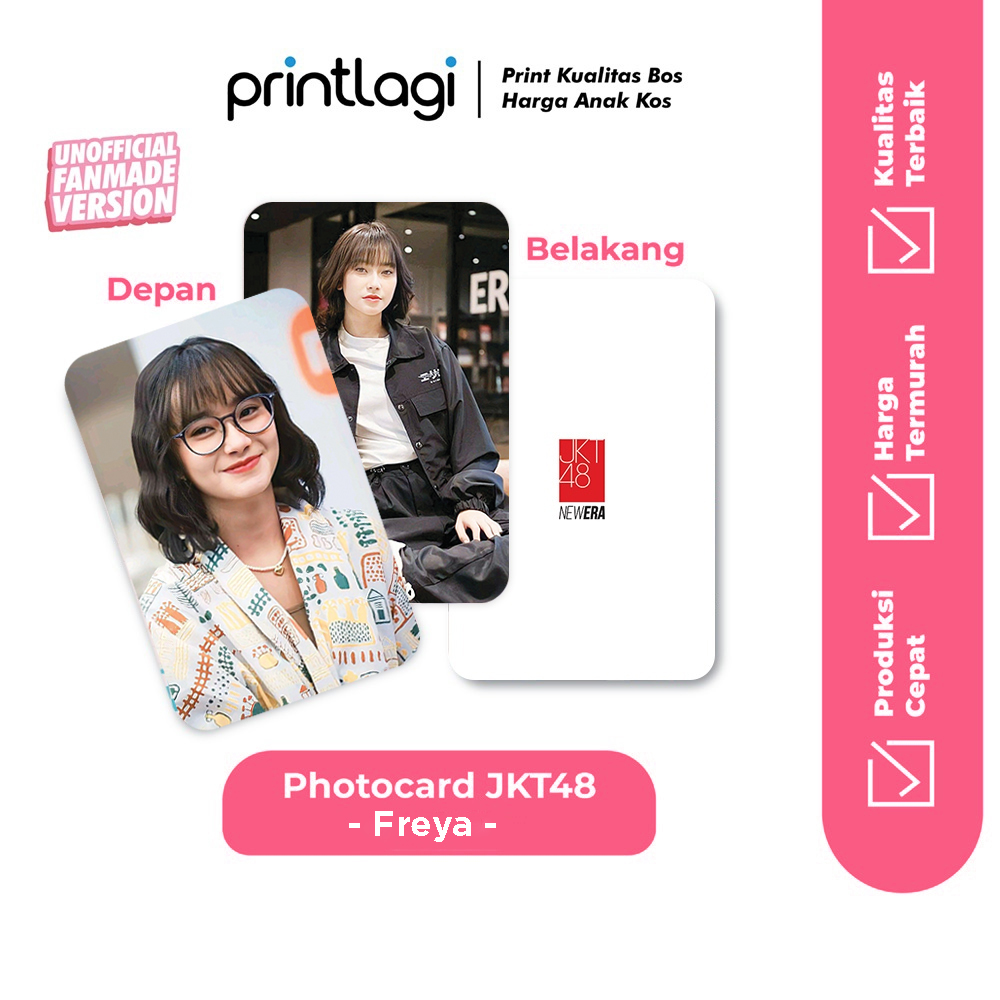 printlagi
Print Kualitas Bos
Harga Anak Kos
UNOFFICIAL
FANMADE
VERSION
Depan
Belakang
ER
JKT
48
NEWERA
Photocard JKT48
- Freya -
Kualitas
Terbaik
Harga
Termurah
Produksi
Cepat